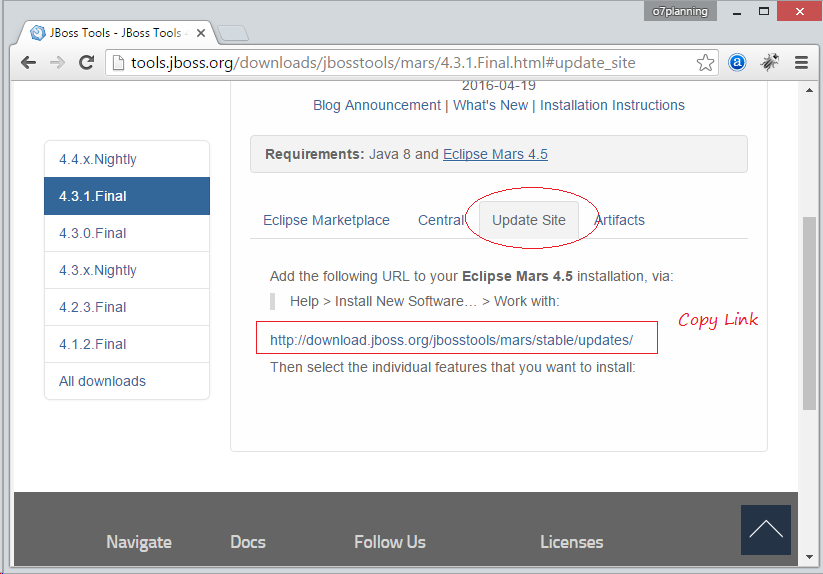 o7planning
JBoss Tools - JBoss Tools -
tools.jboss.org/downloads/jbosstools/mars/4.3.1.Final.html#update_site
2016-04-19
Blog Announcement | What's New | Installation Instructions
4.4.x.Nightly
4.3.1.Final
4.3.0.Final
4.3.x.Nightly
4.2.3.Final
4.1.2.Final
All downloads
Requirements: Java 8 and Eclipse Mars 4.5
Eclipse Marketplace Central Update Site Artifacts
Add the following URL to your Eclipse Mars 4.5 installation, via:
Help > Install New Software... > Work with:
Copy Link
http://download.jboss.org/jbosstools/mars/stable/updates/
Then select the individual features that you want to install:
Navigate Docs Follow Us Licenses